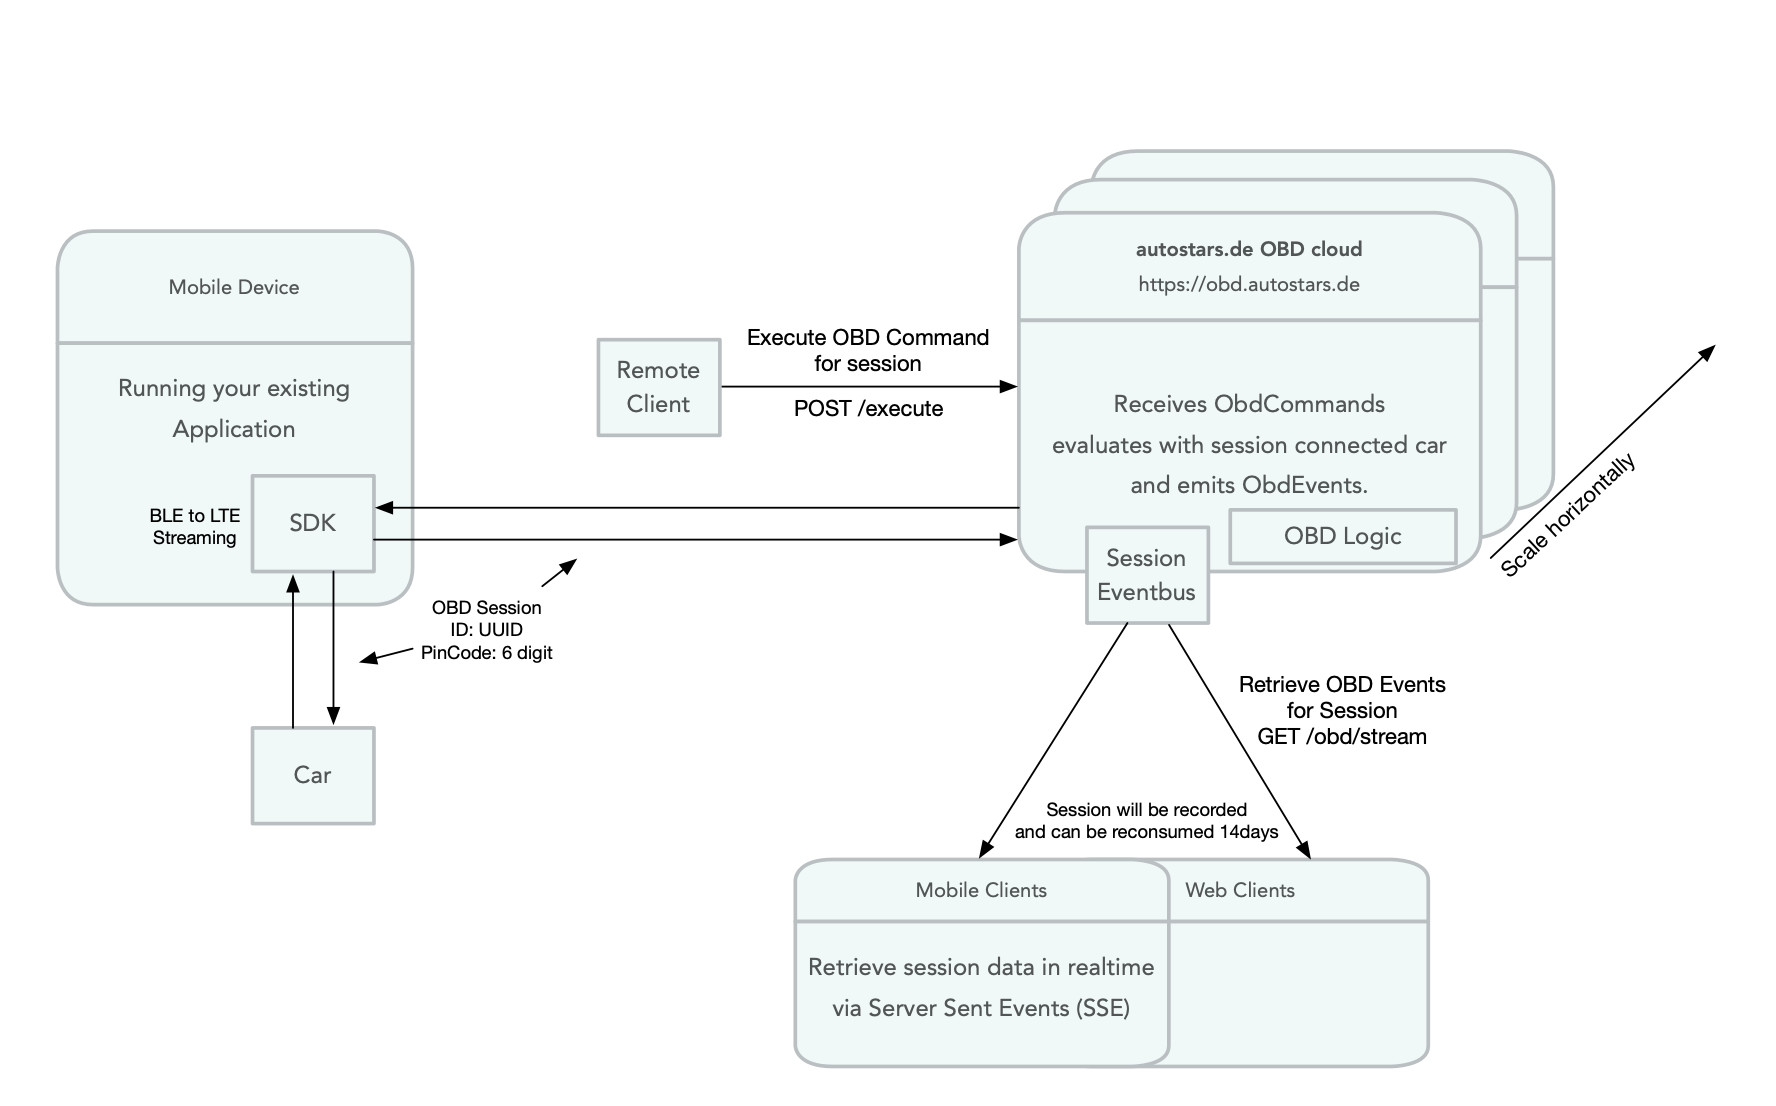 autostars.de OBD cloud
https://obd.autostars.de
Mobile Device
Running your existing
Application
BLE to LTE
Streaming
SDK
Remote
Client
Execute OBD Command
for session
POST /execute
Receives ObdCommands
evaluates with session connected car
and emits ObdEvents.
OBD Logic
Session
Eventbus
Scale horizontally
OBD Session
ID: UUID
PinCode: 6 digit
Car
Retrieve OBD Events
for Session
GET /obd/stream
Session will be recorded
and can be reconsumed 14days
Mobile Clients
Web Clients
Retrieve session data in realtime
via Server Sent Events (SSE)